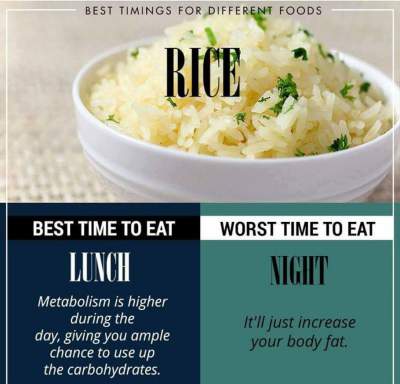 BEST TIMINGS FOR DIFFERENT FOODS
RICE
BEST TIME TO EAT
LUNCH
Metabolism is higher
during the
day, giving you ample
chance to use up
the carbohydrates.
WORST TIME TO EAT
NIGHT
It'll just increase
your body fat.